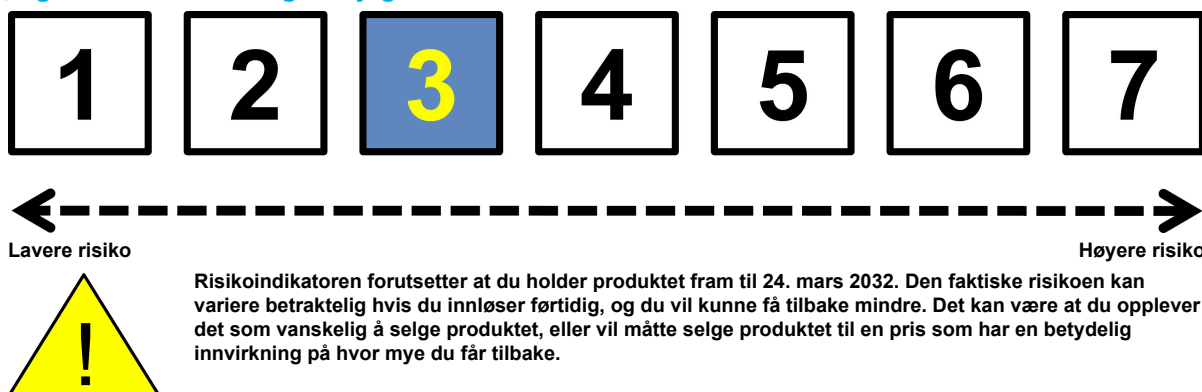 1 2 3 4 5 6 7
Lavere risiko Høyere risiko
Risikoindikatoren forutsetter at du holder produktet fram til 24. mars 2032. Den faktiske risikoen kan
variere betraktelig hvis du innløser førtidig, og du vil kunne få tilbake mindre. Det kan være at du opplever
det som vanskelig å selge produktet, eller vil måtte selge produktet til en pris som har en betydelig
innvirkning på hvor mye du får tilbake.
!